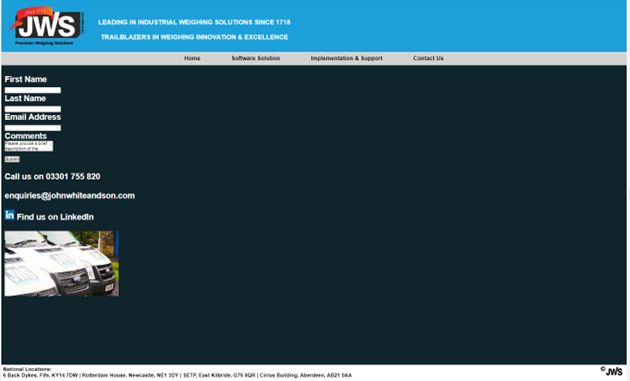 JWS
Precision Weighing Solutions
LEADING IN INDUSTRIAL WEIGHING SOLUTIONS SINCE 1718
TRAILBLAZERS IN WEIGHING INNOVATION & EXCELLENCE
Home Software Solution Implementation & Support Contact Us
First Name
Last Name
Email Address
Comments
Please provide a brief
description of the
Submit
Call us on 03301 755 820
enquiries@johnwhiteandson.com
in Find us on LinkedIn
JWS
National Locations:
6 Back Dykes, Fife, KY14 7DW | Rotterdam House, Newcastle, NE1 3DY | SETP, East Kilbride, G75 0QR | Cirrus Building, Aberdeen, AB21 0AA
© JWS